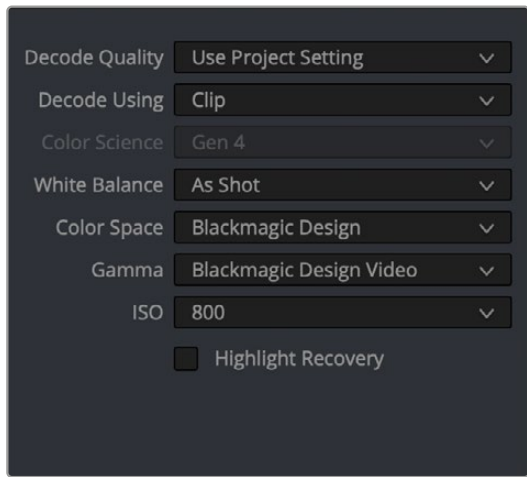 Decode Quality Use Project Setting
Decode Using Clip
Color Science Gen 4
White Balance As Shot
Color Space Blackmagic Design
Gamma Blackmagic Design Video
ISO 800
Highlight Recovery